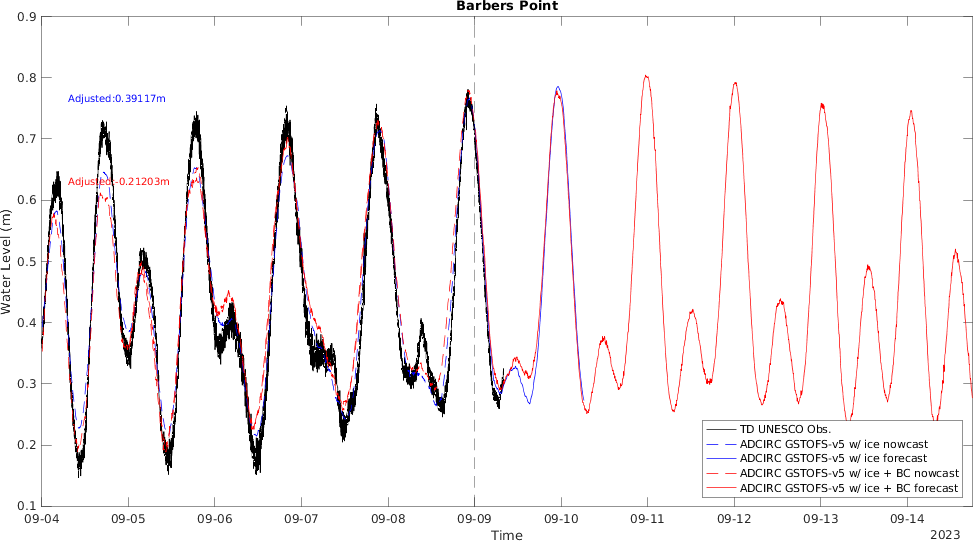 Barbers Point
0.9
0.8
0.7
0.6
0.5
0.4
0.3
0.2
0.1
Water Level (m)
Adjusted:0.39117m
Adjusted:-0.21203m
TD UNESCO Obs.
ADCIRC GSTOFS-v5 w/ ice nowcast
ADCIRC GSTOFS-v5 w/ ice forecast
ADCIRC GSTOFS-v5 w/ ice + BC nowcast
ADCIRC GSTOFS-v5 w/ ice + BC forecast
09-04 09-05 09-06 09-07 09-08 09-09 09-10 09-11 09-12 09-13 09-14
Time
2023